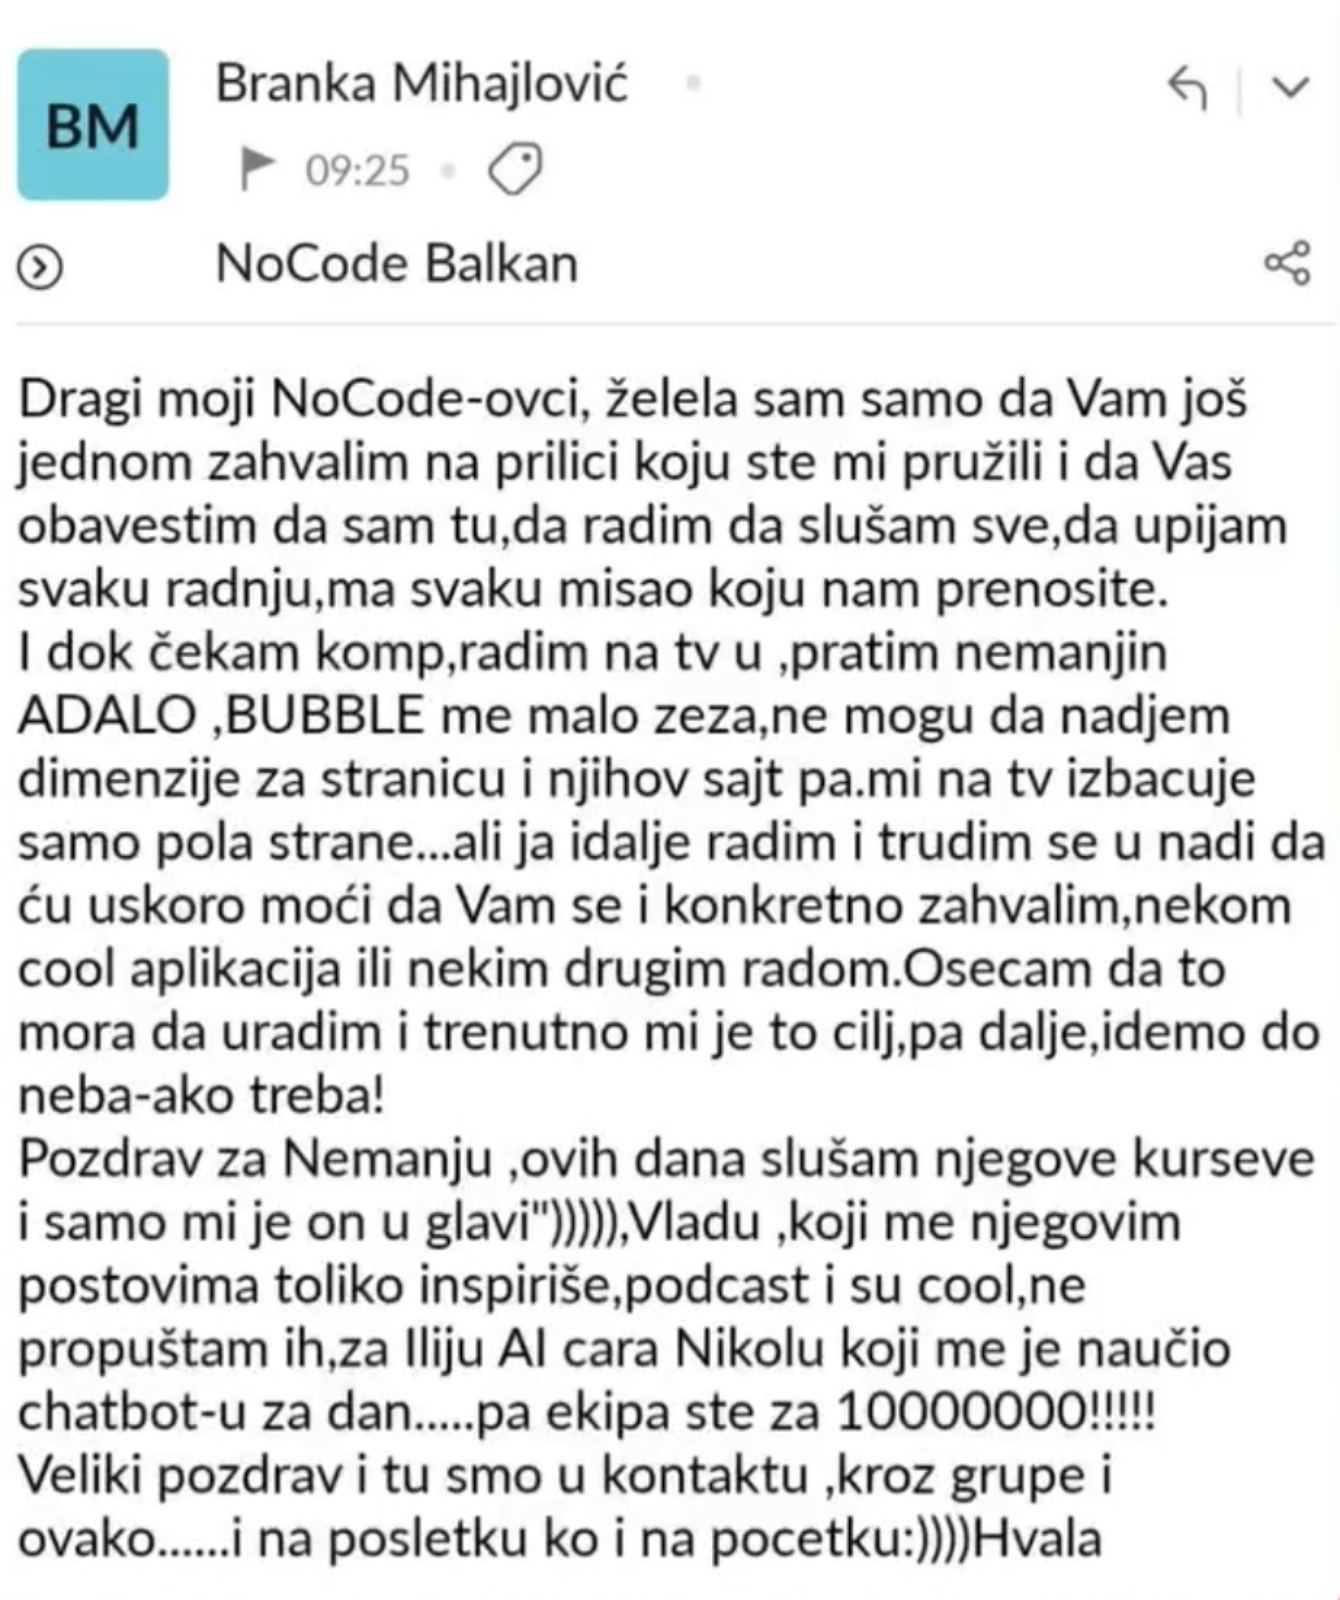 BM
Branka Mihajlović
09:25
NoCode Balkan
Dragi moji NoCode-ovci, želela sam samo da Vam još
jednom zahvalim na prilici koju ste mi pružili i da Vas
obavestim da sam tu,da radim da slušam sve,da upijam
svaku radnju,ma svaku misao koju nam prenosite.
I dok čekam komp,radim na tv u ,pratim nemanjin
ADALO ,BUBBLE me malo zeza,ne mogu da nadjem
dimenzije za stranicu i njihov sajt pa.mi na tv izbacuje
samo pola strane...ali ja idalje radim i trudim se u nadi da
ću uskoro moći da Vam se i konkretno zahvalim,nekom
cool aplikacija ili nekim drugim radom.Osecam da to
mora da uradim i trenutno mi je to cilj,pa dalje,idemo do
neba-ako treba!
Pozdrav za Nemanju ,ovih dana slušam njegove kurseve
i samo mi je on u glavi"))))),Vladu ,koji me njegovim
postovima toliko inspiriše,podcast i su cool,ne
propuštam ih,za Iliju AI cara Nikolu koji me je naučio
chatbot-u za dan.....pa ekipa ste za 10000000!!!!!
Veliki pozdrav i tu smo u kontaktu ,kroz grupe i
ovako......i na posletku ko i na pocetku:))))Hvala